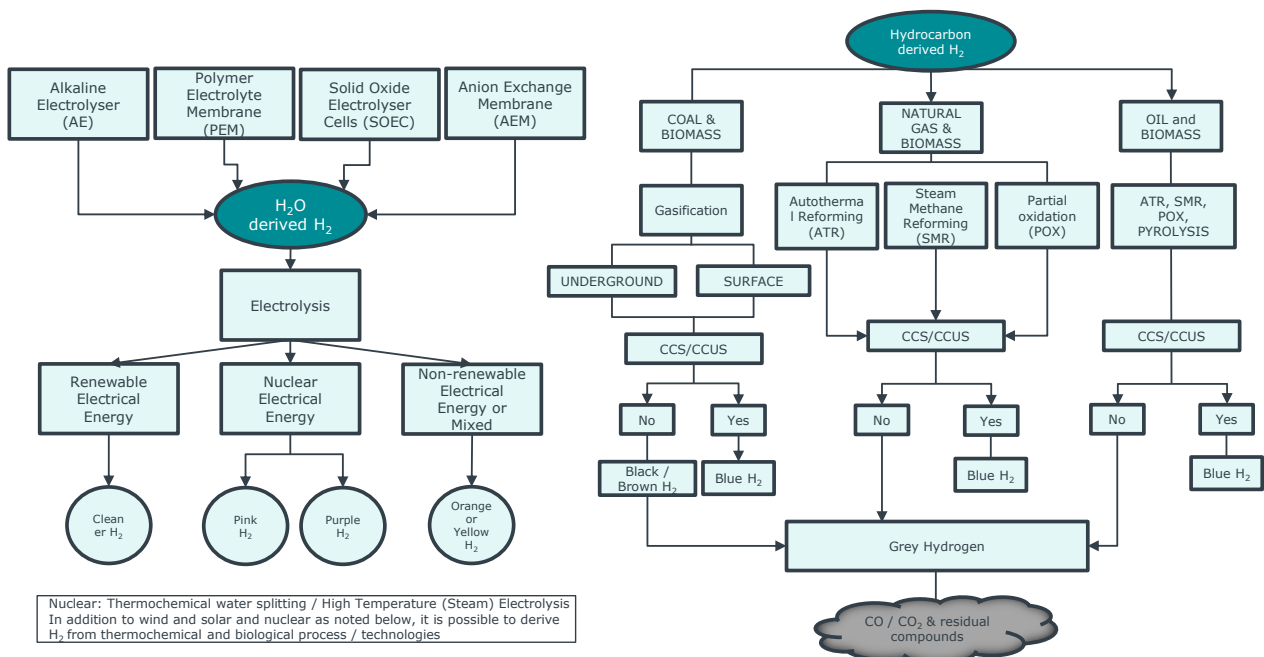 Alkaline
Electrolyser
(AE)
Polymer
Electrolyte
Membrane
(PEM)
Solid Oxide
Electrolyser
Cells (SOEC)
Anion Exchange
Membrane
(AEM)
H₂O
derived H₂
Electrolysis
Renewable
Electrical
Energy
Nuclear
Electrical
Energy
Non-renewable
Electrical
Energy or
Mixed
Clean
er H₂
Pink
H₂
Purple
H₂
Orange
or
Yellow
H₂
Nuclear: Thermochemical water splitting / High Temperature (Steam) Electrolysis
In addition to wind and solar and nuclear as noted below, it is possible to derive
H₂ from thermochemical and biological process / technologies
Hydrocarbon
derived H₂
COAL &
BIOMASS
NATURAL
GAS &
BIOMASS
OIL and
BIOMASS
Gasification
Autotherma
l Reforming
(ATR)
Steam
Methane
Reforming
(SMR)
Partial
oxidation
(POX)
ATR, SMR,
POX,
PYROLYSIS
UNDERGROUND
SURFACE
CCS/CCUS
CCS/CCUS
CCS/CCUS
No
Yes
No
Yes
No
Yes
Black /
Brown H₂
Blue H₂
Blue H₂
Blue H₂
Grey Hydrogen
CO / CO₂ & residual
compounds